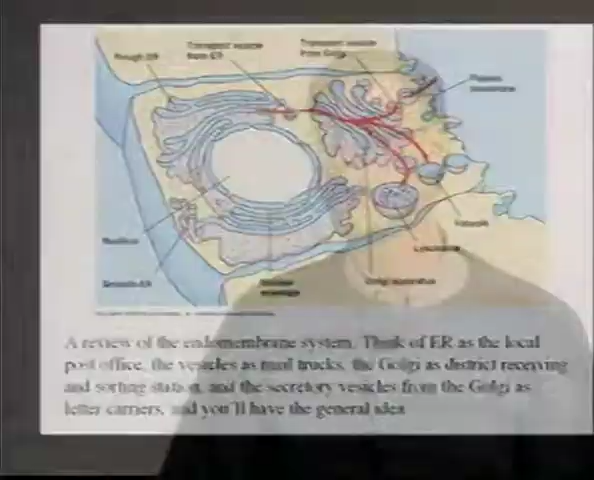 Transport vesicle
Transport vesicle
Rough ER
from ER
from Golgi
Plasma
membrane
Nucleus
Vacuole
Lysosome
Smooth ER
Nuclear
Golgi apparatus
envelope
A review of the endomembrane system. Think of ER as the local
post office, the vesicles as mail trucks, the Golgi as district receiving
and sorting station, and the secretory vesicles from the Golgi as
letter carriers, and you'll have the general idea